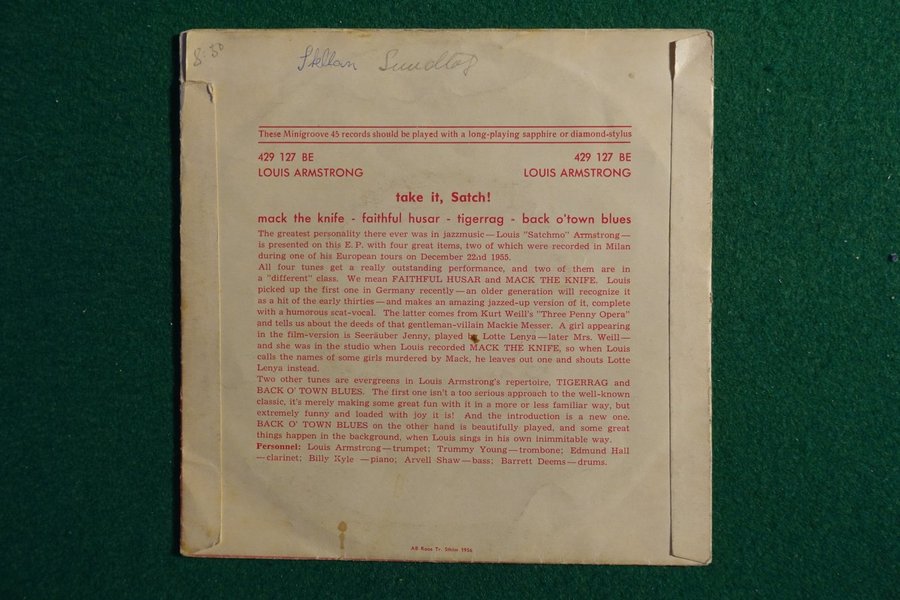 8:30
Stellan Sundtog
These Minigroove 45 records should be played with a long-playing sapphire or diamond-stylus
429 127 BE 429 127 BE
LOUIS ARMSTRONG LOUIS ARMSTRONG
take it, Satch!
mack the knife - faithful husar - tigerrag - back o'town blues
The greatest personality there ever was in jazzmusic—Louis "Satchmo" Armstrong—
is presented on this E. P. with four great items, two of which were recorded in Milan
during one of his European tours on December 22nd 1955.
All four tunes get a really outstanding performance, and two of them are in
a "different" class. We mean FAITHFUL HUSAR and MACK THE KNIFE. Louis
picked up the first one in Germany recently—an older generation will recognize it
as a hit of the early thirties—and makes an amazing jazzed-up version of it, complete
with a humorous scat-vocal. The latter comes from Kurt Weill's "Three Penny Opera"
and tells us about the deeds of that gentleman-villain Mackie Messer. A girl appearing
in the film-version is Seeräuber Jenny, played by Lotte Lenya—later Mrs. Weill—
and she was in the studio when Louis recorded MACK THE KNIFE, so when Louis
calls the names of some girls murdered by Mack, he leaves out one and shouts Lotte
Lenya instead.
Two other tunes are evergreens in Louis Armstrong's repertoire, TIGERRAG and
BACK O' TOWN BLUES. The first one isn't a too serious approach to the well-known
classic, it's merely making some great fun with it in a more or less familiar way, but
extremely funny and loaded with joy it is! And the introduction is a new one.
BACK O' TOWN BLUES on the other hand is beautifully played, and some great
things happen in the background, when Louis sings in his own inimmitable way.
Personnel: Louis Armstrong—trumpet; Trummy Young—trombone; Edmund Hall
—clarinet; Billy Kyle —piano; Arvell Shaw—bass; Barrett Deems—drums.
AB Kaos Tr. Sthlm 1956